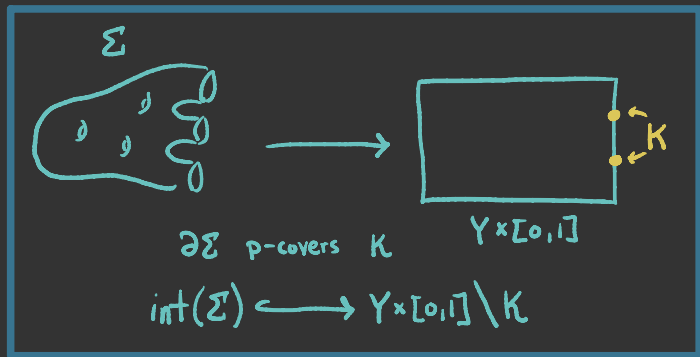 Σ
K
Y×[0,1]
∂Σ p-covers K
int(Σ) ⟷ Y×[0,1] \ K